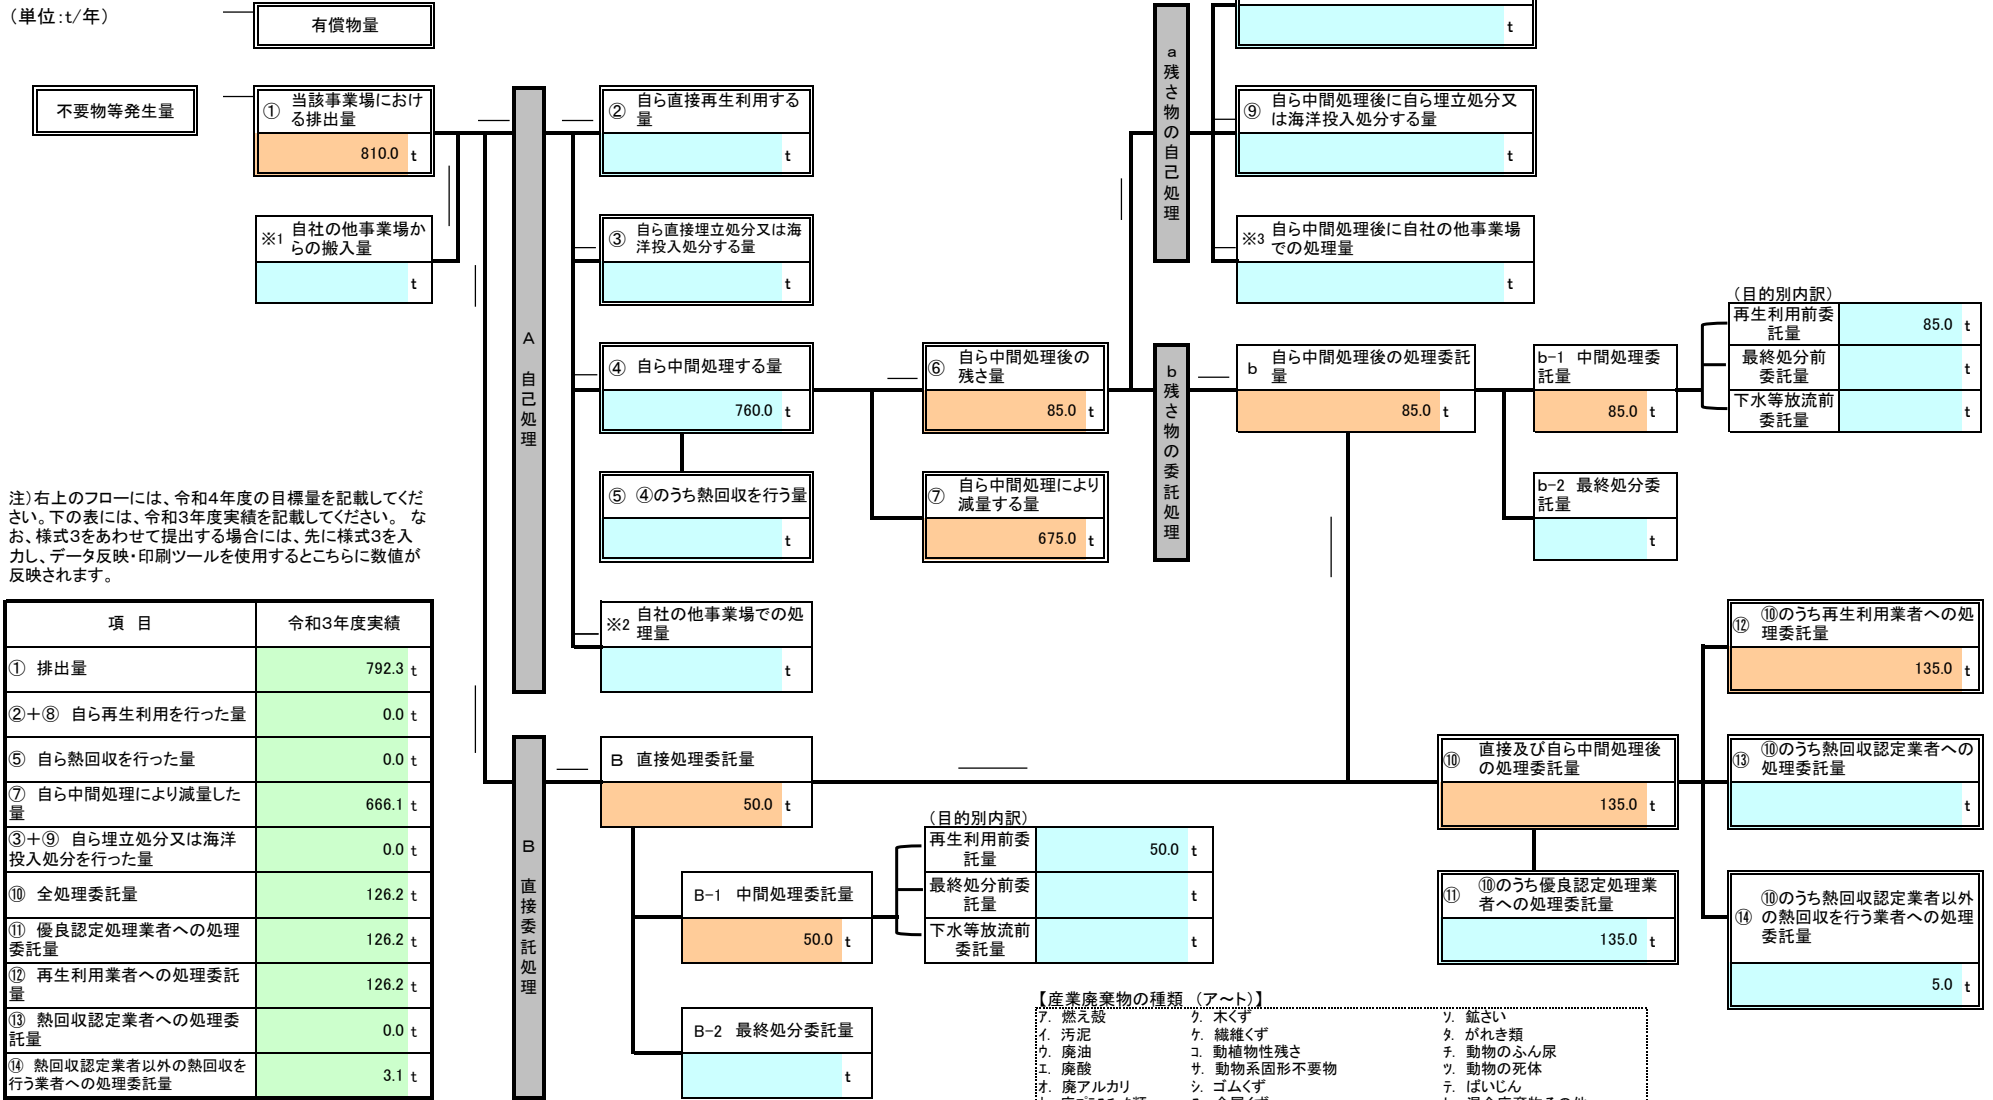 (単位:t/年)
有償物量
t
不要物等発生量
① 当該事業場におけ
る排出量
810.0 t
※1 自社の他事業場か
らの搬入量
t
A 自己処理
② 自ら直接再生利用する
量
t
③ 自ら直接埋立処分又は海
洋投入処分する量
t
④ 自ら中間処理する量
760.0 t
⑤ ④のうち熱回収を行う量
t
※2 自社の他事業場での処
理量
t
⑥ 自ら中間処理後の
残さ量
85.0 t
⑦ 自ら中間処理により
減量する量
675.0 t
a 残さ物の自己処理
⑨ 自ら中間処理後に自ら埋立処分又
は海洋投入処分する量
t
※3 自ら中間処理後に自社の他事業場
での処理量
t
b 残さ物の委託処理
b 自ら中間処理後の処理委託
量
85.0 t
b-1 中間処理委
託量
85.0 t
b-2 最終処分委
託量
t
(目的別内訳)
再生利用前委
託量
85.0 t
最終処分前
委託量
t
下水等放流前
委託量
t
注)右上のフローには、令和4年度の目標量を記載してくだ
さい。下の表には、令和3年度実績を記載してください。 な
お、様式3をあわせて提出する場合には、先に様式3を入
力し、データ反映・印刷ツールを使用するとこちらに数値が
反映されます。
項 目 令和3年度実績
① 排出量 792.3 t
②+⑧ 自ら再生利用を行った量 0.0 t
⑤ 自ら熱回収を行った量 0.0 t
⑦ 自ら中間処理により減量した
量 666.1 t
③+⑨ 自ら埋立処分又は海洋
投入処分を行った量 0.0 t
⑩ 全処理委託量 126.2 t
⑪ 優良認定処理業者への処理
委託量 126.2 t
⑫ 再生利用業者への処理委託
量 126.2 t
⑬ 熱回収認定業者への処理委
託量 0.0 t
⑭ 熱回収認定業者以外の熱回収を
行う業者への処理委託量 3.1 t
B 直接委託処理
B 直接処理委託量
50.0 t
B-1 中間処理委託量
50.0 t
B-2 最終処分委託量
t
(目的別内訳)
再生利用前委
託量
50.0 t
最終処分前委
託量
t
下水等放流前
委託量
t
⑩ 直接及び自ら中間処理後
の処理委託量
135.0 t
⑪ ⑩のうち優良認定処理業
者への処理委託量
135.0 t
⑫ ⑩のうち再生利用業者への処
理委託量
135.0 t
⑬ ⑩のうち熱回収認定業者への
処理委託量
t
⑭ ⑩のうち熱回収認定業者以外
の熱回収を行う業者への処理
委託量
5.0 t
【産業廃棄物の種類 (ア～ト)】
ア. 燃え殻 ク. 木くず ソ. 鉱さい
イ. 汚泥 ケ. 繊維くず タ. がれき類
ウ. 廃油 コ. 動植物性残さ チ. 動物のふん尿
エ. 廃酸 サ. 動物系固形不要物 ツ. 動物の死体
オ. 廃アルカリ シ. ゴムくず テ. ばいじん